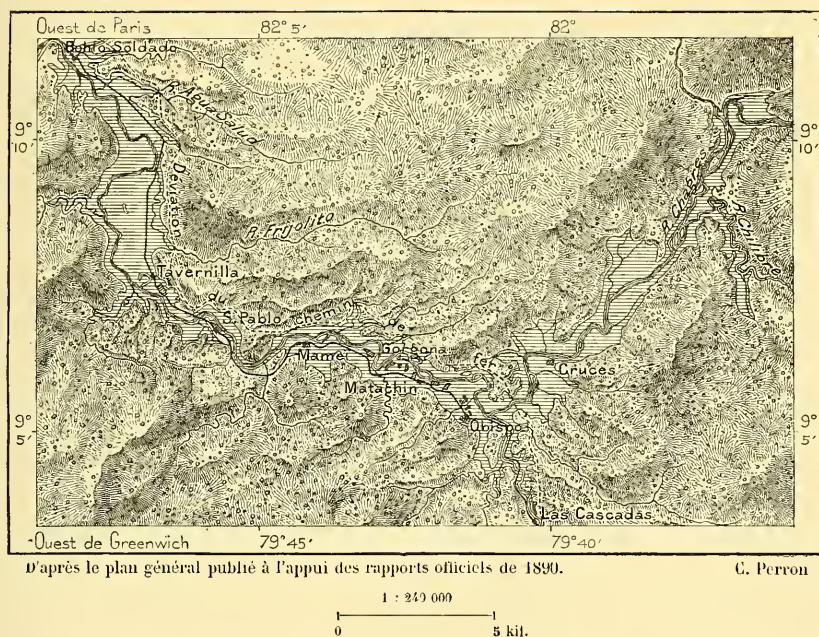 Ouest de Paris
82° 5′
82°
Bohio Soldado
R. Agua Salud
9°
10′
9°
10′
Déviation
R. Chagres
R. Chilibre
R. Frijolita
Tavernilla
du
S. Pablo
chemin
de
fer
Mamei
Gorgona
Cruces
Matachin
9°
5′
9°
5′
Obispo
Las Cascadas
Ouest de Greenwich
79° 45′
79° 40′
D'après le plan général publié à l'appui des rapports officiels de 1890.
C. Perron
1 : 240 000
0
5 kil.